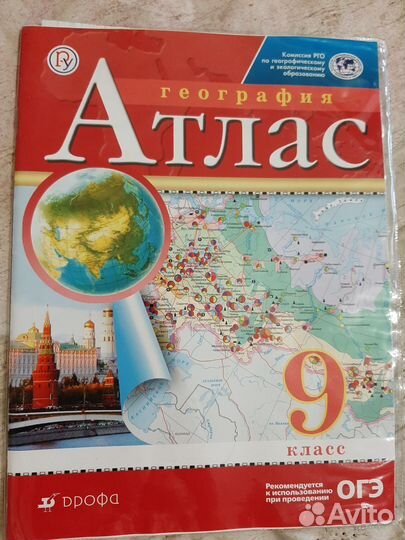 Комиссия РГО
по географическому
и экологическому
образованию
география
Атлас
9
класс
Рекомендуется
к использованию
при проведении
ОГЭ
ДРОФА
Avito